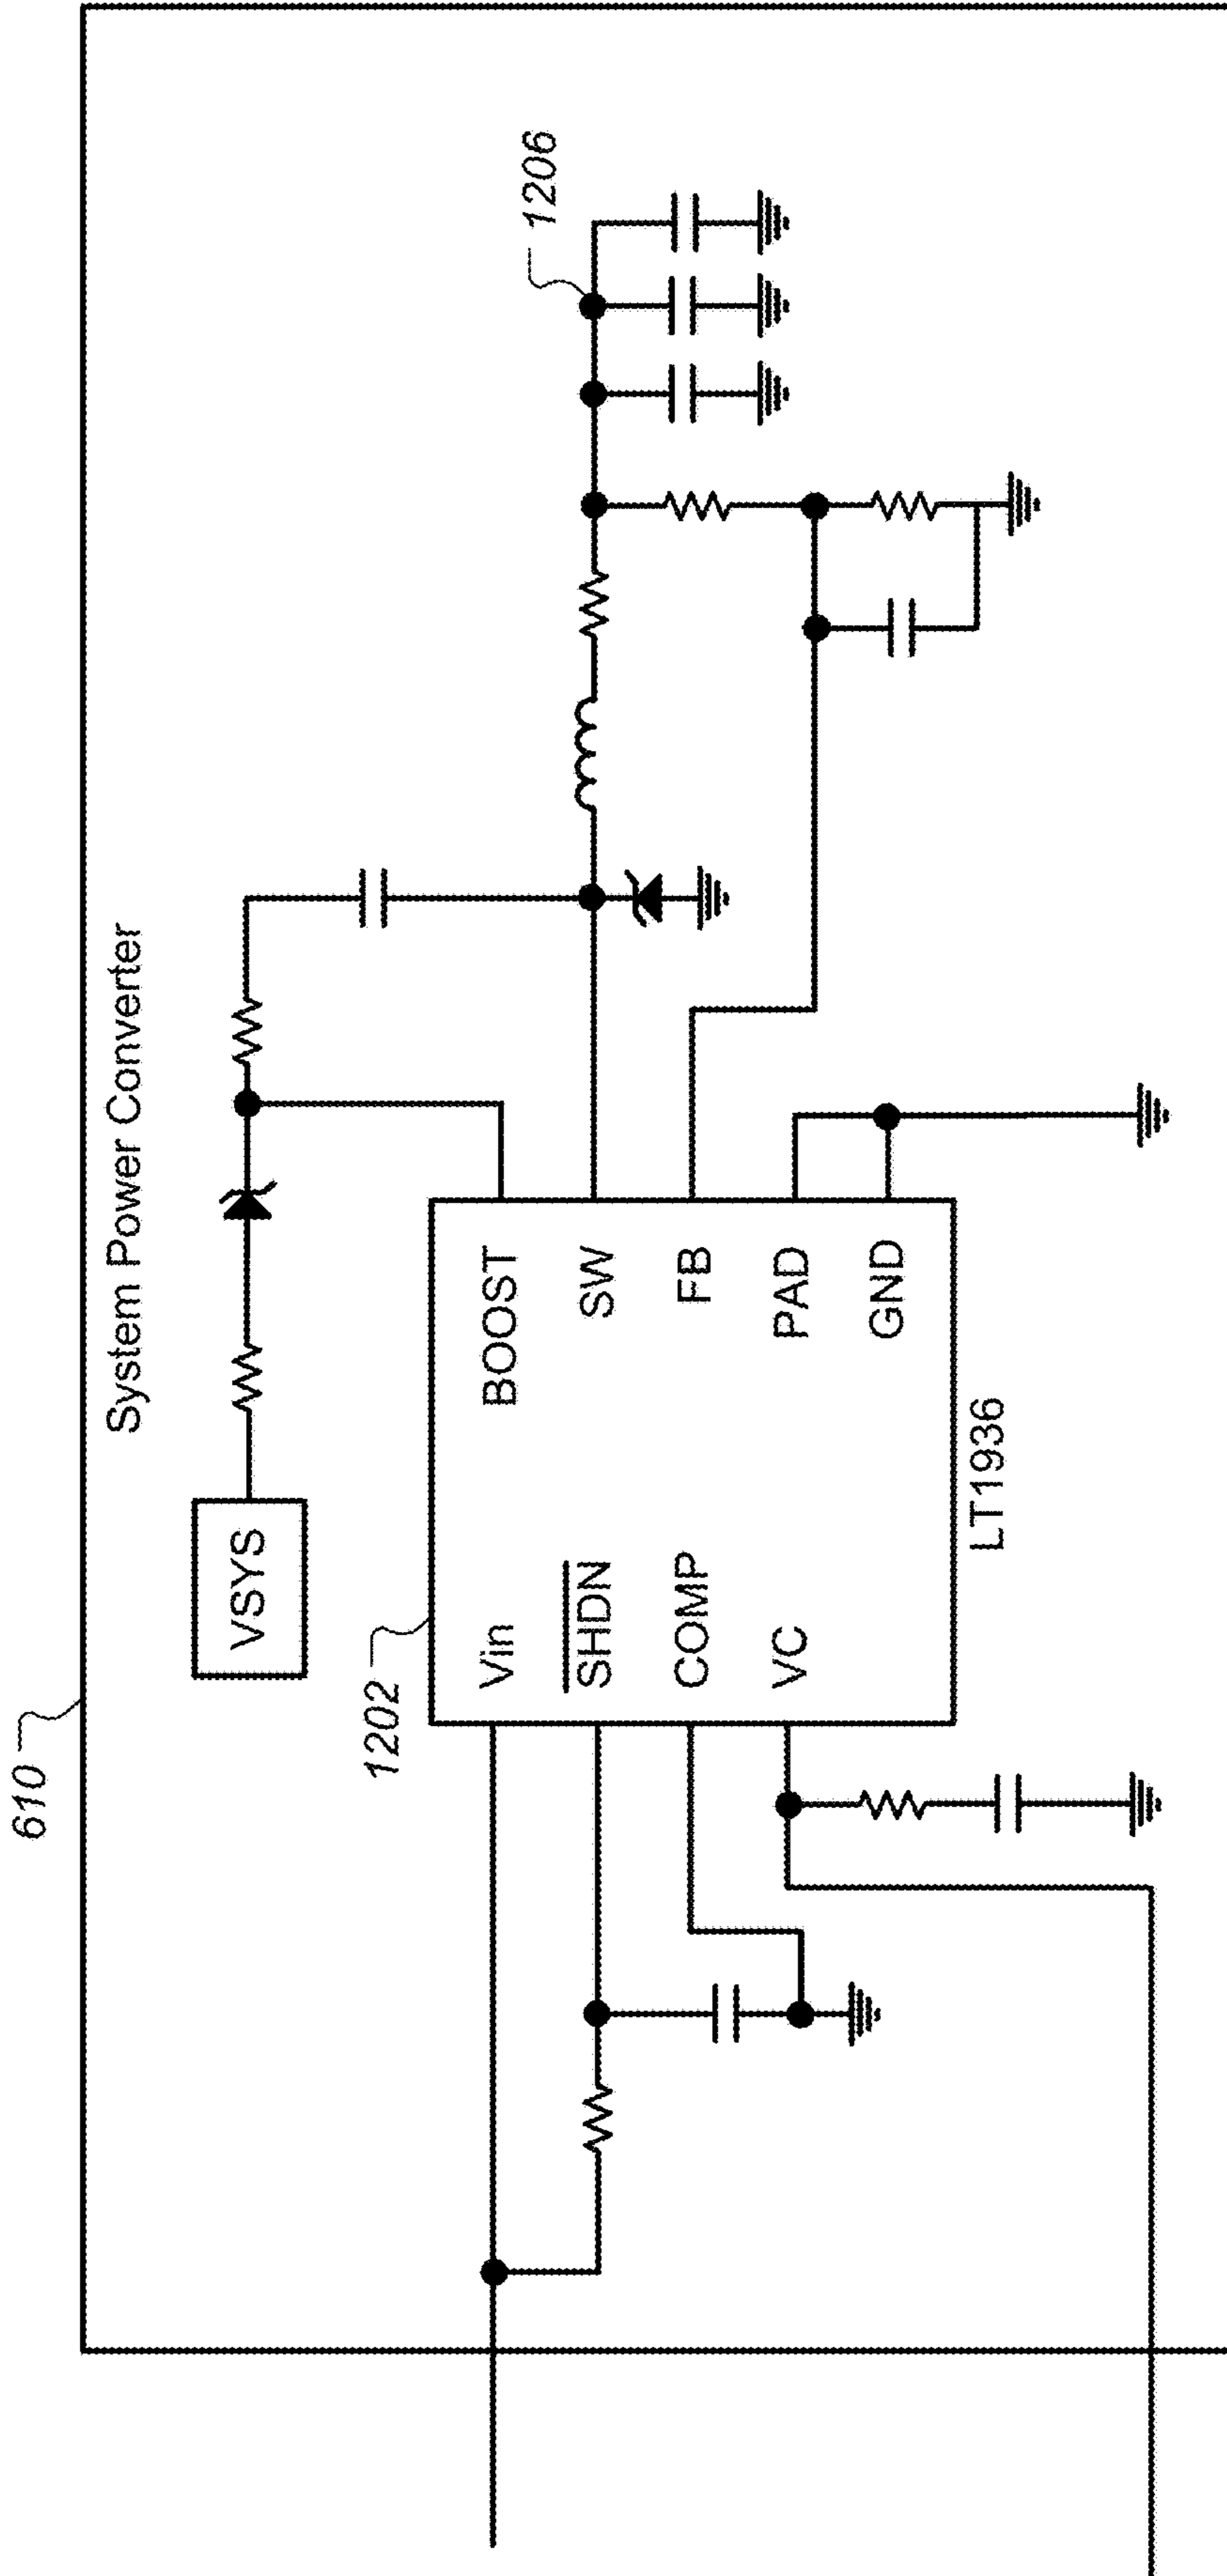 610
System Power Converter
VSYS
1202
1206
Vin
BOOST
SHDN
SW
COMP
FB
VC
PAD
GND
LT1936